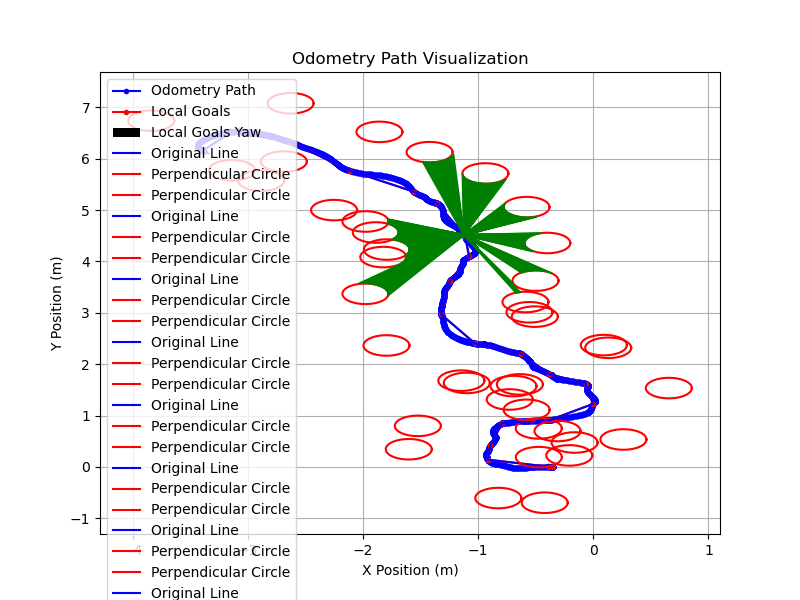 Odometry Path Visualization
Odometry Path
Local Goals
Local Goals Yaw
Original Line
Perpendicular Circle
Perpendicular Circle
Original Line
Perpendicular Circle
Perpendicular Circle
Original Line
Perpendicular Circle
Perpendicular Circle
Original Line
Perpendicular Circle
Perpendicular Circle
Original Line
Perpendicular Circle
Perpendicular Circle
Original Line
Perpendicular Circle
Perpendicular Circle
Original Line
Perpendicular Circle
Perpendicular Circle
Original Line
Y Position (m)
7
6
5
4
3
2
1
0
−1
−4 −3 −2 −1 0 1
X Position (m)